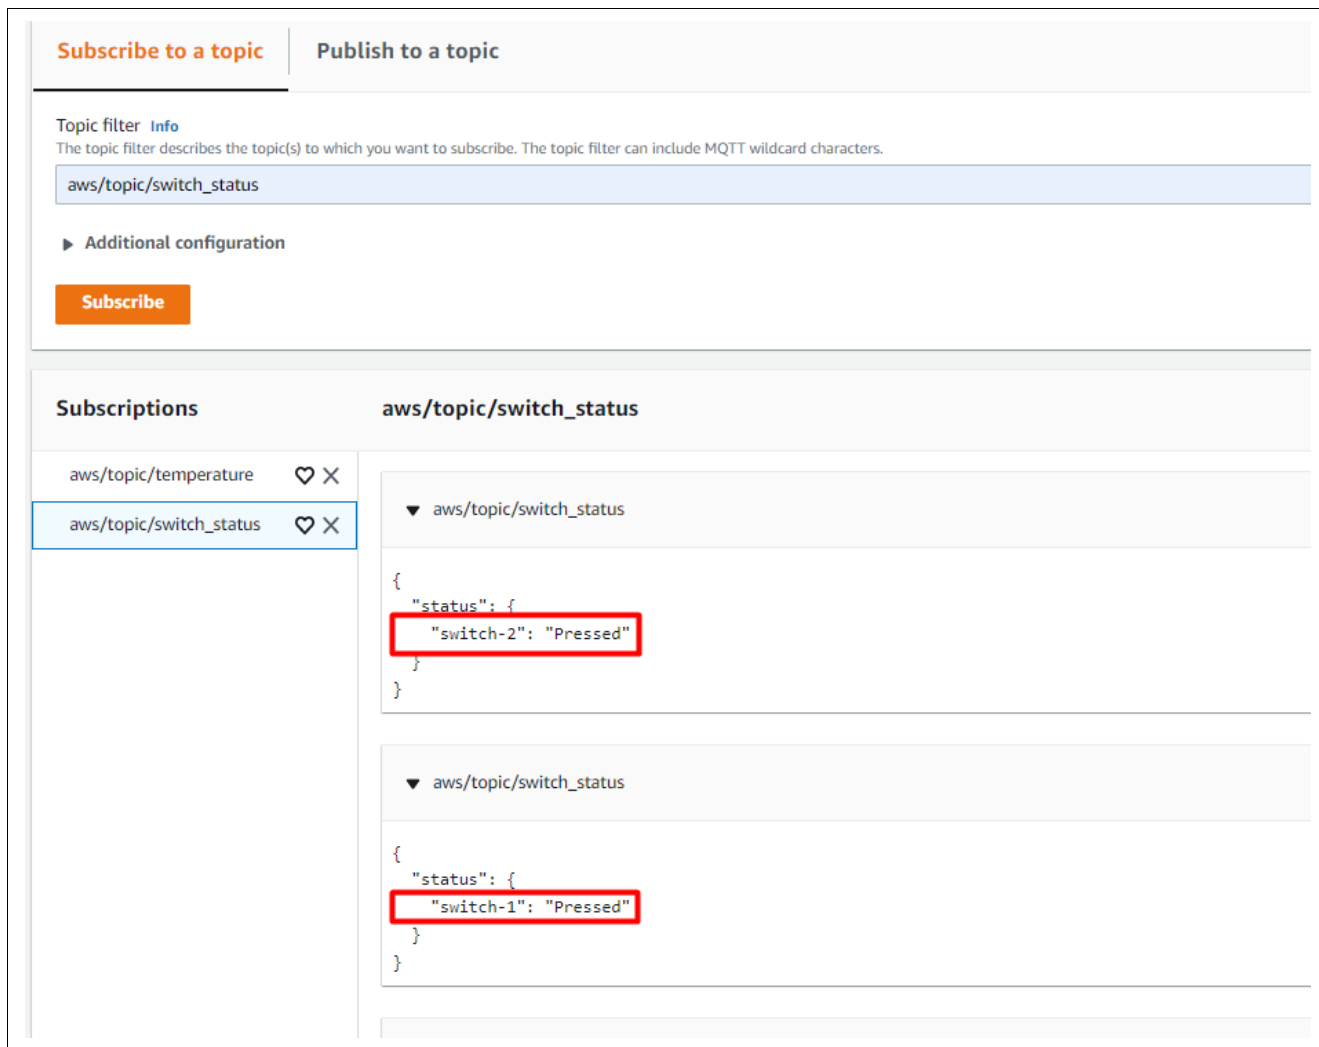 Subscribe to a topic
Publish to a topic
Topic filter Info
The topic filter describes the topic(s) to which you want to subscribe. The topic filter can include MQTT wildcard characters.
aws/topic/switch_status
Additional configuration
Subscribe
Subscriptions
aws/topic/temperature
aws/topic/switch_status
aws/topic/switch_status
aws/topic/switch_status
{
"status": {
"switch-2": "Pressed"
}
}
aws/topic/switch_status
{
"status": {
"switch-1": "Pressed"
}
}